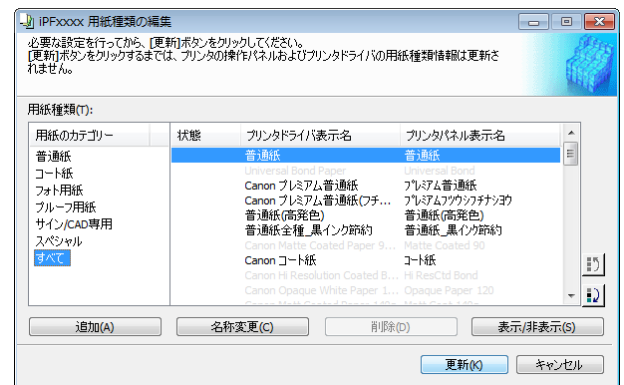 iPFxxxx 用紙種類の編集
必要な設定を行ってから、[更新]ボタンをクリックしてください。
[更新]ボタンをクリックするまでは、プリンタの操作パネルおよびプリンタドライバの用紙種類情報は更新さ
れません。
用紙種類(T):
用紙のカテゴリー 状態 プリンタドライバ表示名 プリンタパネル表示名
普通紙 普通紙 普通紙
コート紙 Universal Bond Paper Universal Bond
フォト用紙 Canon プレミアム普通紙 プレミアム普通紙
プルーフ用紙 Canon プレミアム普通紙(フチ... プレミアムフツウシフチナシヨウ
サイン/CAD専用 普通紙(高発色) 普通紙(高発色)
スペシャル 普通紙全種_黒インク節約 普通紙_黒インク節約
すべて Canon Matte Coated Paper 9... Matte Coated 90
Canon コート紙 コート紙
Canon Hi Resolution Coated B... Hi ResCtd Bond
Canon Opaque White Paper 1... Opaque Paper 120
追加(A) 名称変更(C) 削除(D) 表示/非表示(S)
更新(K) キャンセル